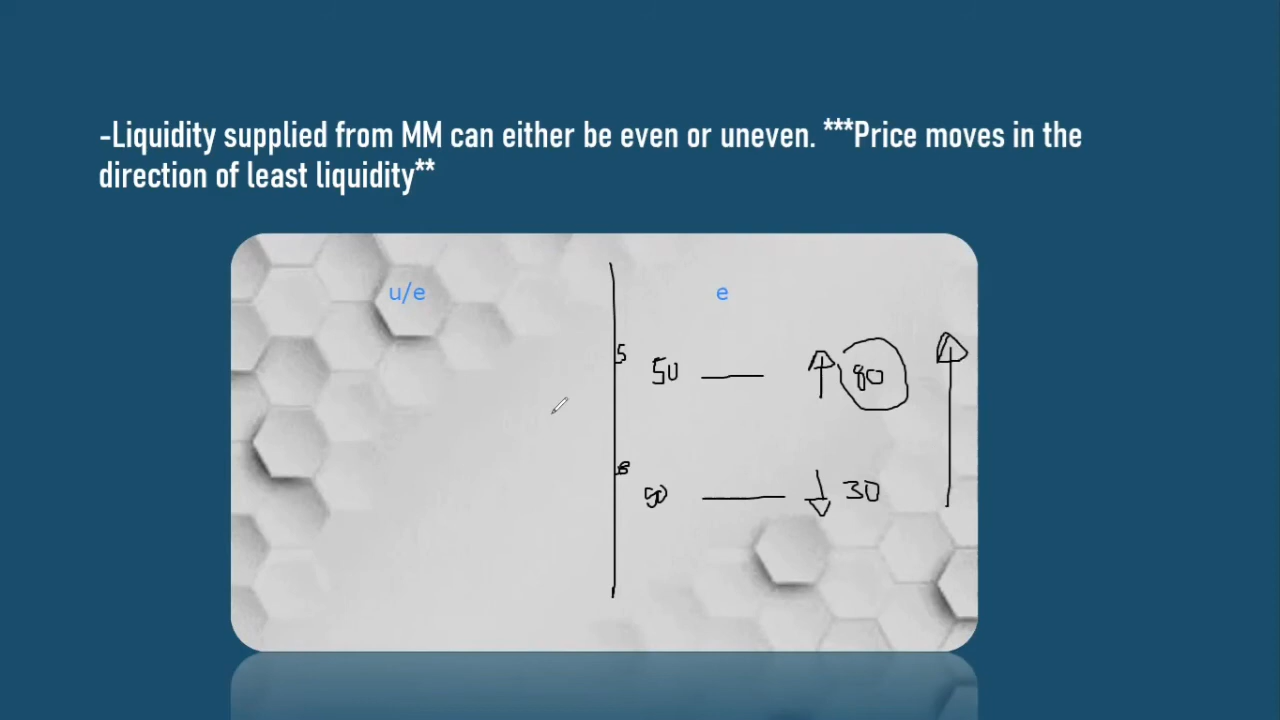 -Liquidity supplied from MM can either be even or uneven. ***Price moves in the
direction of least liquidity**
u/e
e
S
50
80
B
50
30